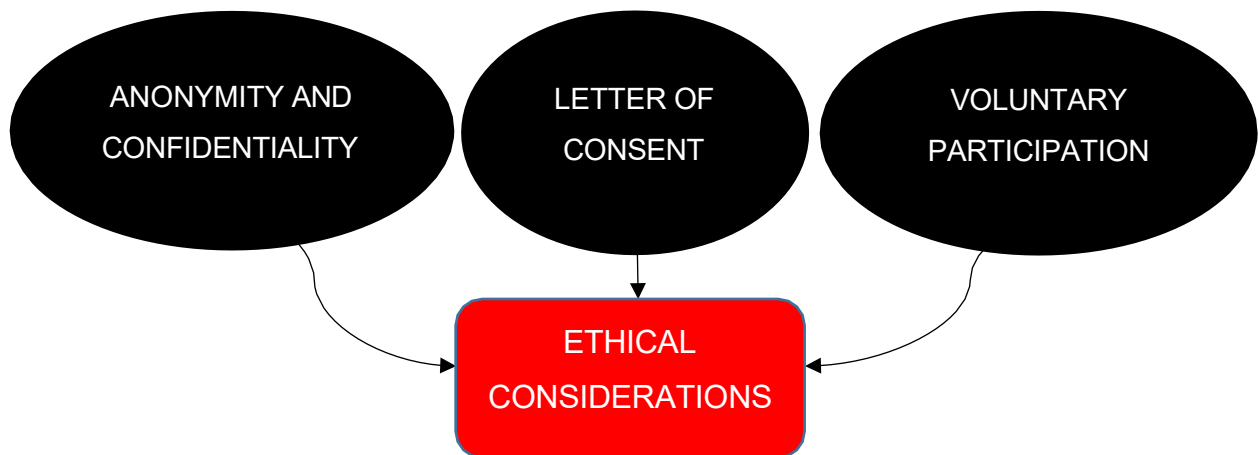 ANONYMITY AND
CONFIDENTIALITY
LETTER OF
CONSENT
VOLUNTARY
PARTICIPATION
ETHICAL
CONSIDERATIONS